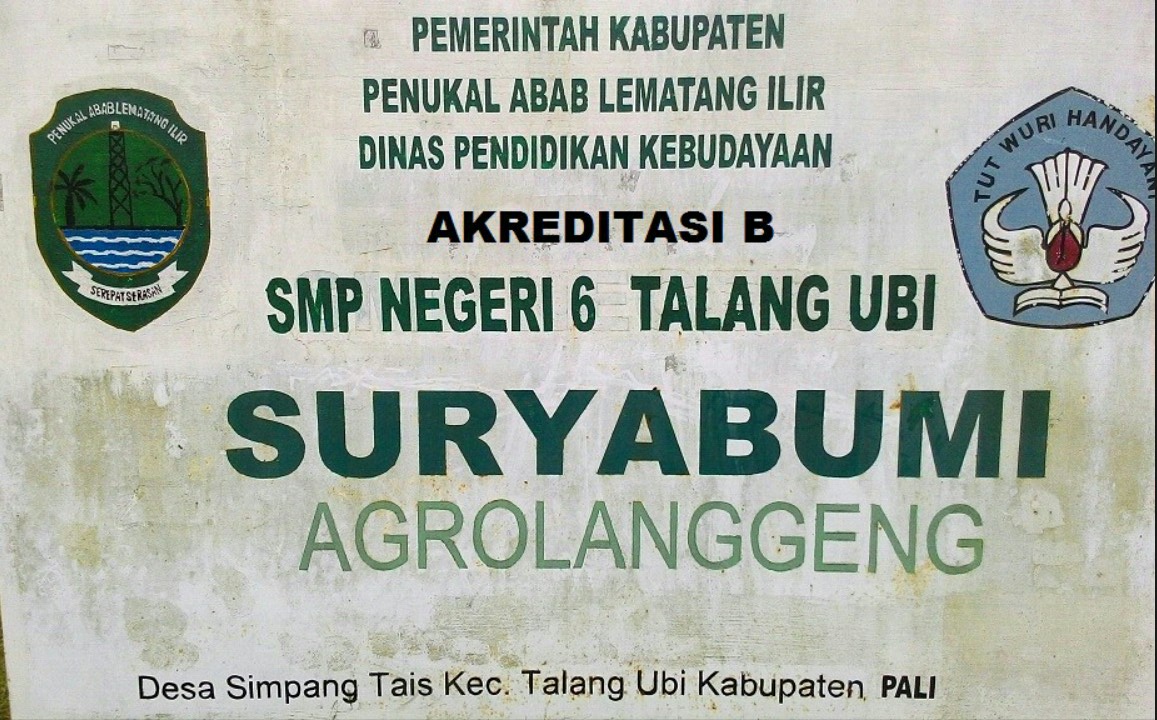 PEMERINTAH KABUPATEN
PENUKAL ABAB LEMATANG ILIR
DINAS PENDIDIKAN KEBUDAYAAN
PENUKAL ABAB LEMATANG ILIR
SEREPAT SERASAN
TUT WURI HANDAYANI
AKREDITASI B
SMP NEGERI 6 TALANG UBI
SURYABUMI
AGROLANGGENG
Desa Simpang Tais Kec. Talang Ubi Kabupaten PALI